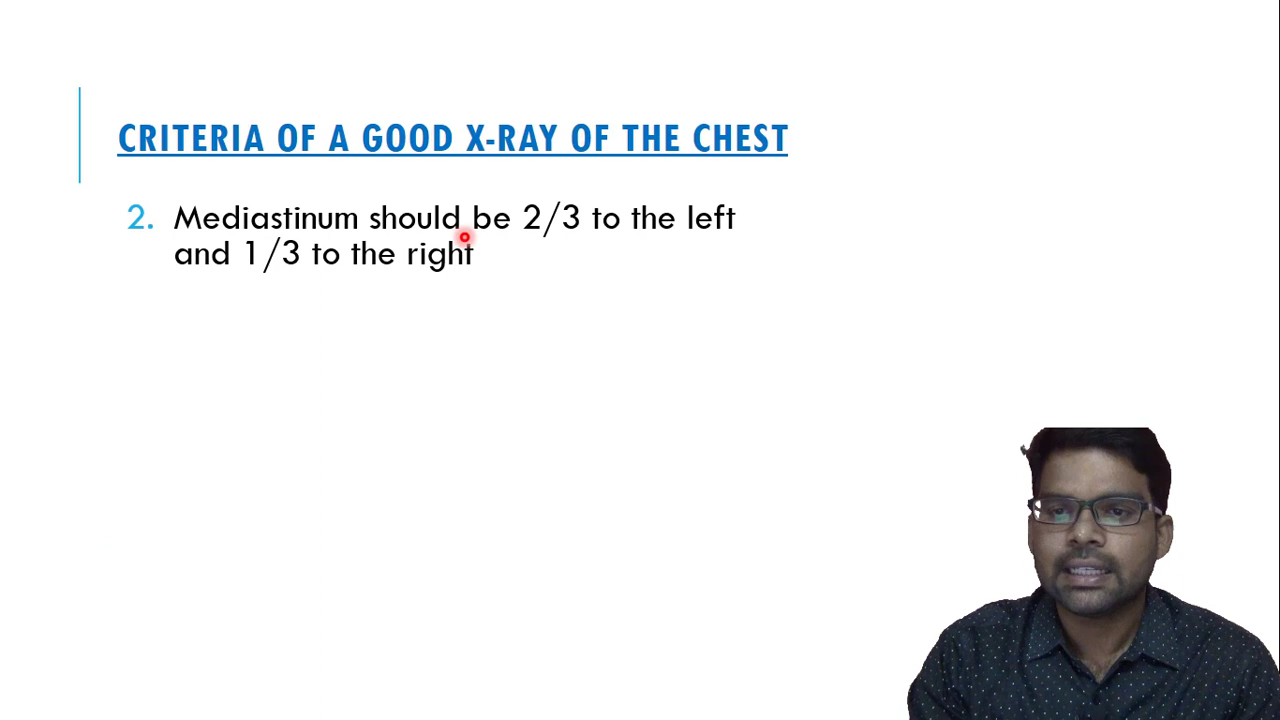 CRITERIA OF A GOOD X-RAY OF THE CHEST
2. Mediastinum should be 2/3 to the left
and 1/3 to the right